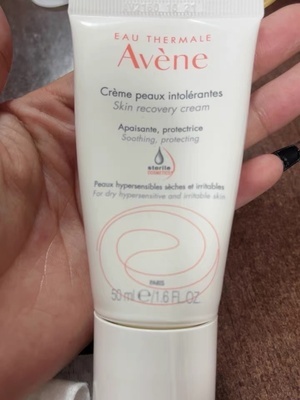 EAU THERMALE
Avène
Crème peaux intolérantes
Skin recovery cream
Apaisante, protectrice
Soothing, protecting
sterile
COSMETICS
Peaux hypersensibles sèches et irritables
For dry hypersensitive and irritable skin
PARIS
50 ml ℮/1.6 FL.OZ